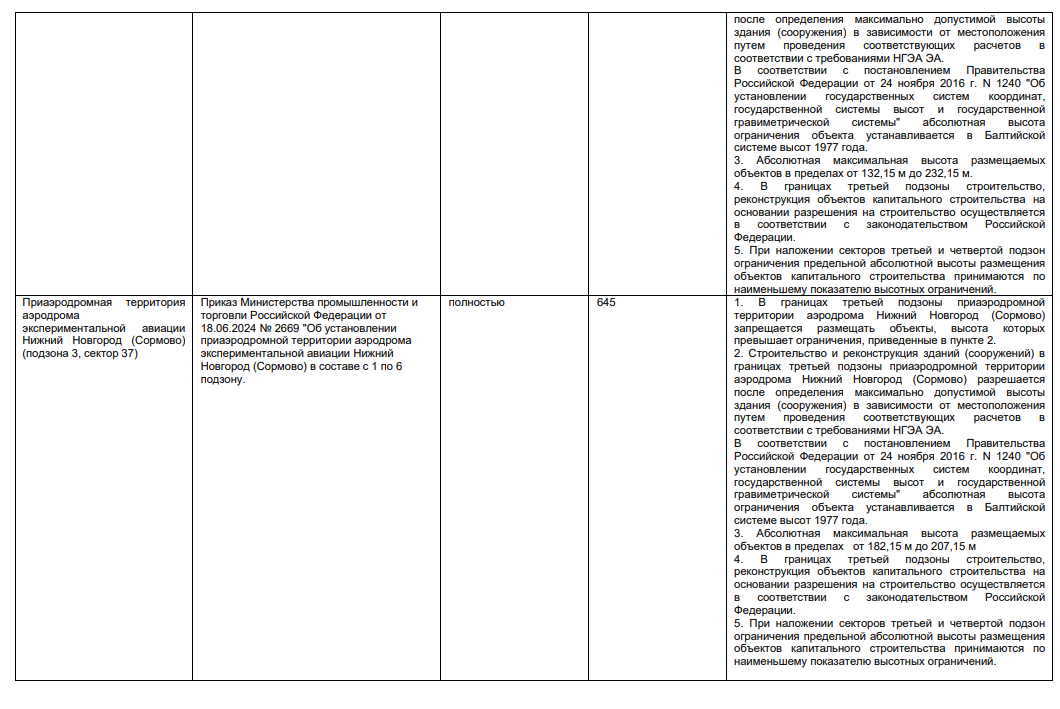 после определения максимально допустимой высоты
здания (сооружения) в зависимости от местоположения
путем проведения соответствующих расчетов в
соответствии с требованиями НГЭА ЭА.
В соответствии с постановлением Правительства
Российской Федерации от 24 ноября 2016 г. N 1240 "Об
установлении государственных систем координат,
государственной системы высот и государственной
гравиметрической системы" абсолютная высота
ограничения объекта устанавливается в Балтийской
системе высот 1977 года.
3. Абсолютная максимальная высота размещаемых
объектов в пределах от 132,15 м до 232,15 м.
4. В границах третьей подзоны строительство,
реконструкция объектов капитального строительства на
основании разрешения на строительство осуществляется
в соответствии с законодательством Российской
Федерации.
5. При наложении секторов третьей и четвертой подзон
ограничения предельной абсолютной высоты размещения
объектов капитального строительства принимаются по
наименьшему показателю высотных ограничений.
Приаэродромная территория
аэродрома
экспериментальной авиации
Нижний Новгород (Сормово)
(подзона 3, сектор 37)
Приказ Министерства промышленности и
торговли Российской Федерации от
18.06.2024 № 2669 "Об установлении
приаэродромной территории аэродрома
экспериментальной авиации Нижний
Новгород (Сормово) в составе с 1 по 6
подзону.
полностью
645
1. В границах третьей подзоны приаэродромной
территории аэродрома Нижний Новгород (Сормово)
запрещается размещать объекты, высота которых
превышает ограничения, приведенные в пункте 2.
2. Строительство и реконструкция зданий (сооружений) в
границах третьей подзоны приаэродромной территории
аэродрома Нижний Новгород (Сормово) разрешается
после определения максимально допустимой высоты
здания (сооружения) в зависимости от местоположения
путем проведения соответствующих расчетов в
соответствии с требованиями НГЭА ЭА.
В соответствии с постановлением Правительства
Российской Федерации от 24 ноября 2016 г. N 1240 "Об
установлении государственных систем координат,
государственной системы высот и государственной
гравиметрической системы" абсолютная высота
ограничения объекта устанавливается в Балтийской
системе высот 1977 года.
3. Абсолютная максимальная высота размещаемых
объектов в пределах от 182,15 м до 207,15 м
4. В границах третьей подзоны строительство,
реконструкция объектов капитального строительства на
основании разрешения на строительство осуществляется
в соответствии с законодательством Российской
Федерации.
5. При наложении секторов третьей и четвертой подзон
ограничения предельной абсолютной высоты размещения
объектов капитального строительства принимаются по
наименьшему показателю высотных ограничений.